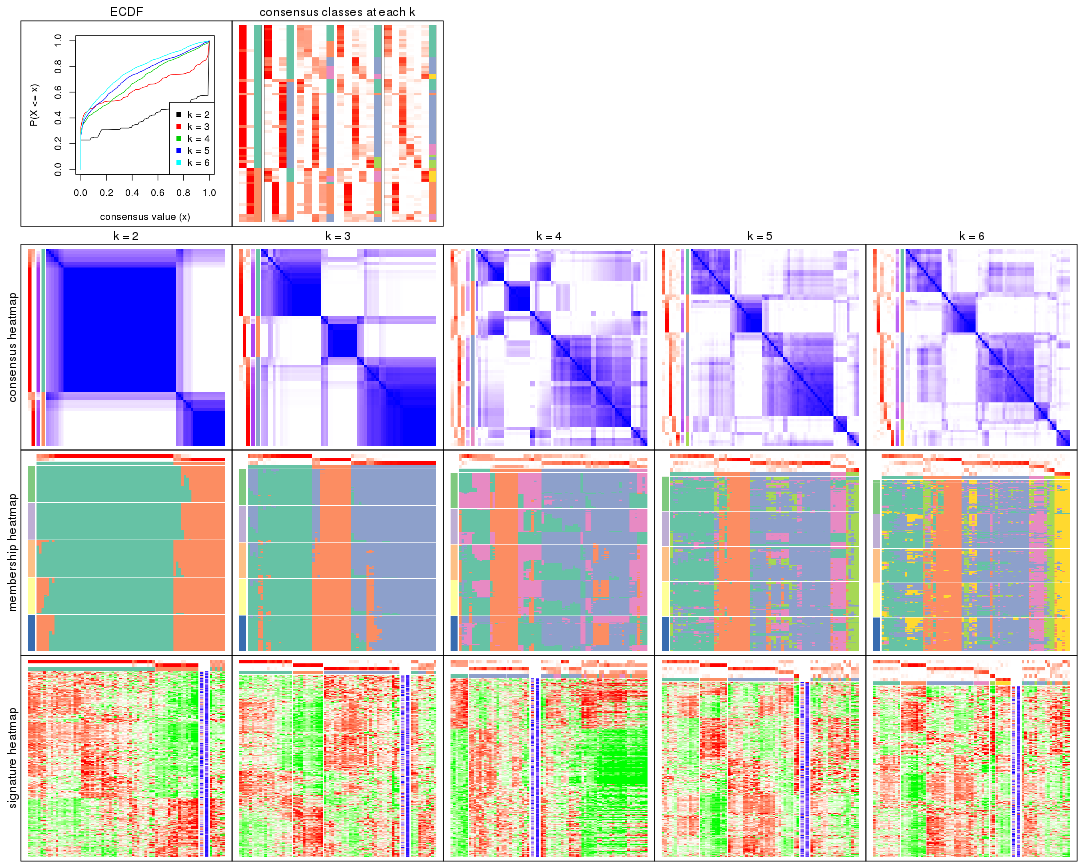 ECDF
consensus classes at each k
P(X <= x)
0.0 0.2 0.4 0.6 0.8 1.0
k = 2
k = 3
k = 4
k = 5
k = 6
0.0 0.2 0.4 0.6 0.8 1.0
consensus value (x)
k = 2 k = 3 k = 4 k = 5 k = 6
consensus heatmap
membership heatmap
signature heatmap